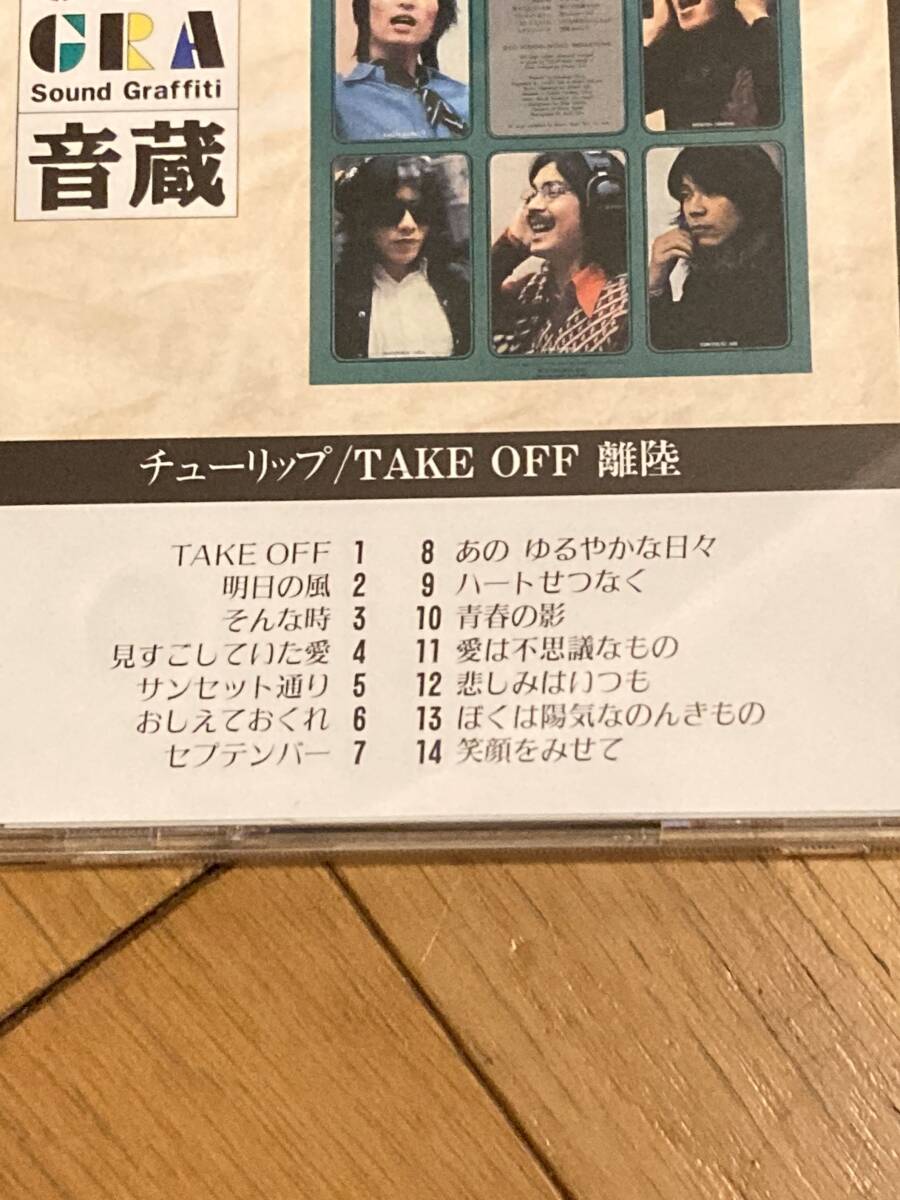 GRA
Sound Graffiti
音蔵
チューリップ/TAKE OFF 離陸
TAKE OFF 1
明日の風 2
そんな時 3
見すごしていた愛 4
サンセット通り 5
おしえておくれ 6
セプテンバー 7
8 あの ゆるやかな日々
9 ハートせつなく
10 青春の影
11 愛は不思議なもの
12 悲しみはいつも
13 ぼくは陽気なのんきもの
14 笑顔をみせて